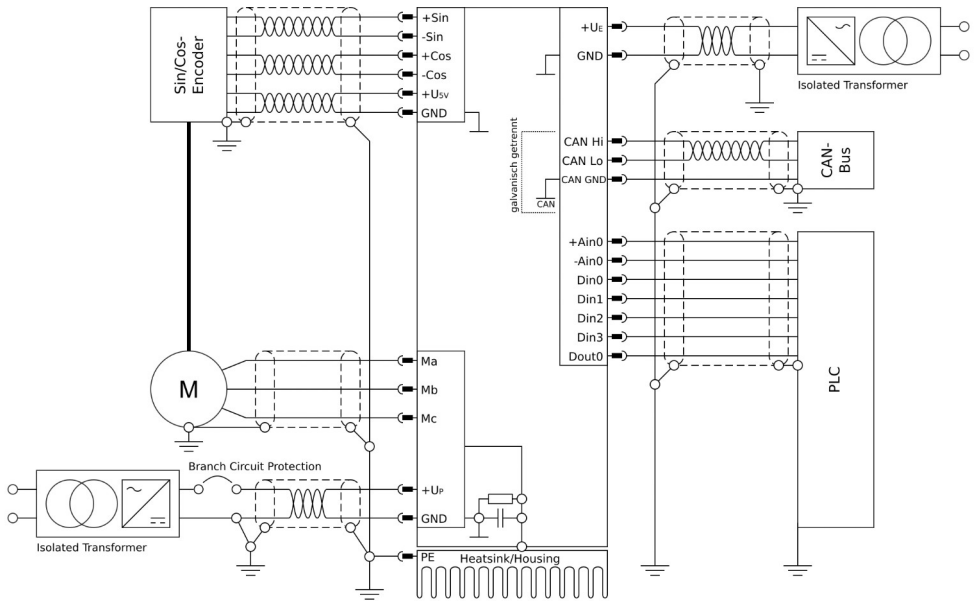 Sin/Cos-
Encoder
+Sin
-Sin
+Cos
-Cos
+U5V
GND
+UE
GND
Isolated Transformer
galvanisch getrennt
CAN Hi
CAN Lo
CAN GND
CAN
CAN-
Bus
+Ain0
-Ain0
Din0
Din1
Din2
Din3
Dout0
PLC
M
Ma
Mb
Mc
Branch Circuit Protection
+UP
GND
Isolated Transformer
PE
Heatsink/Housing